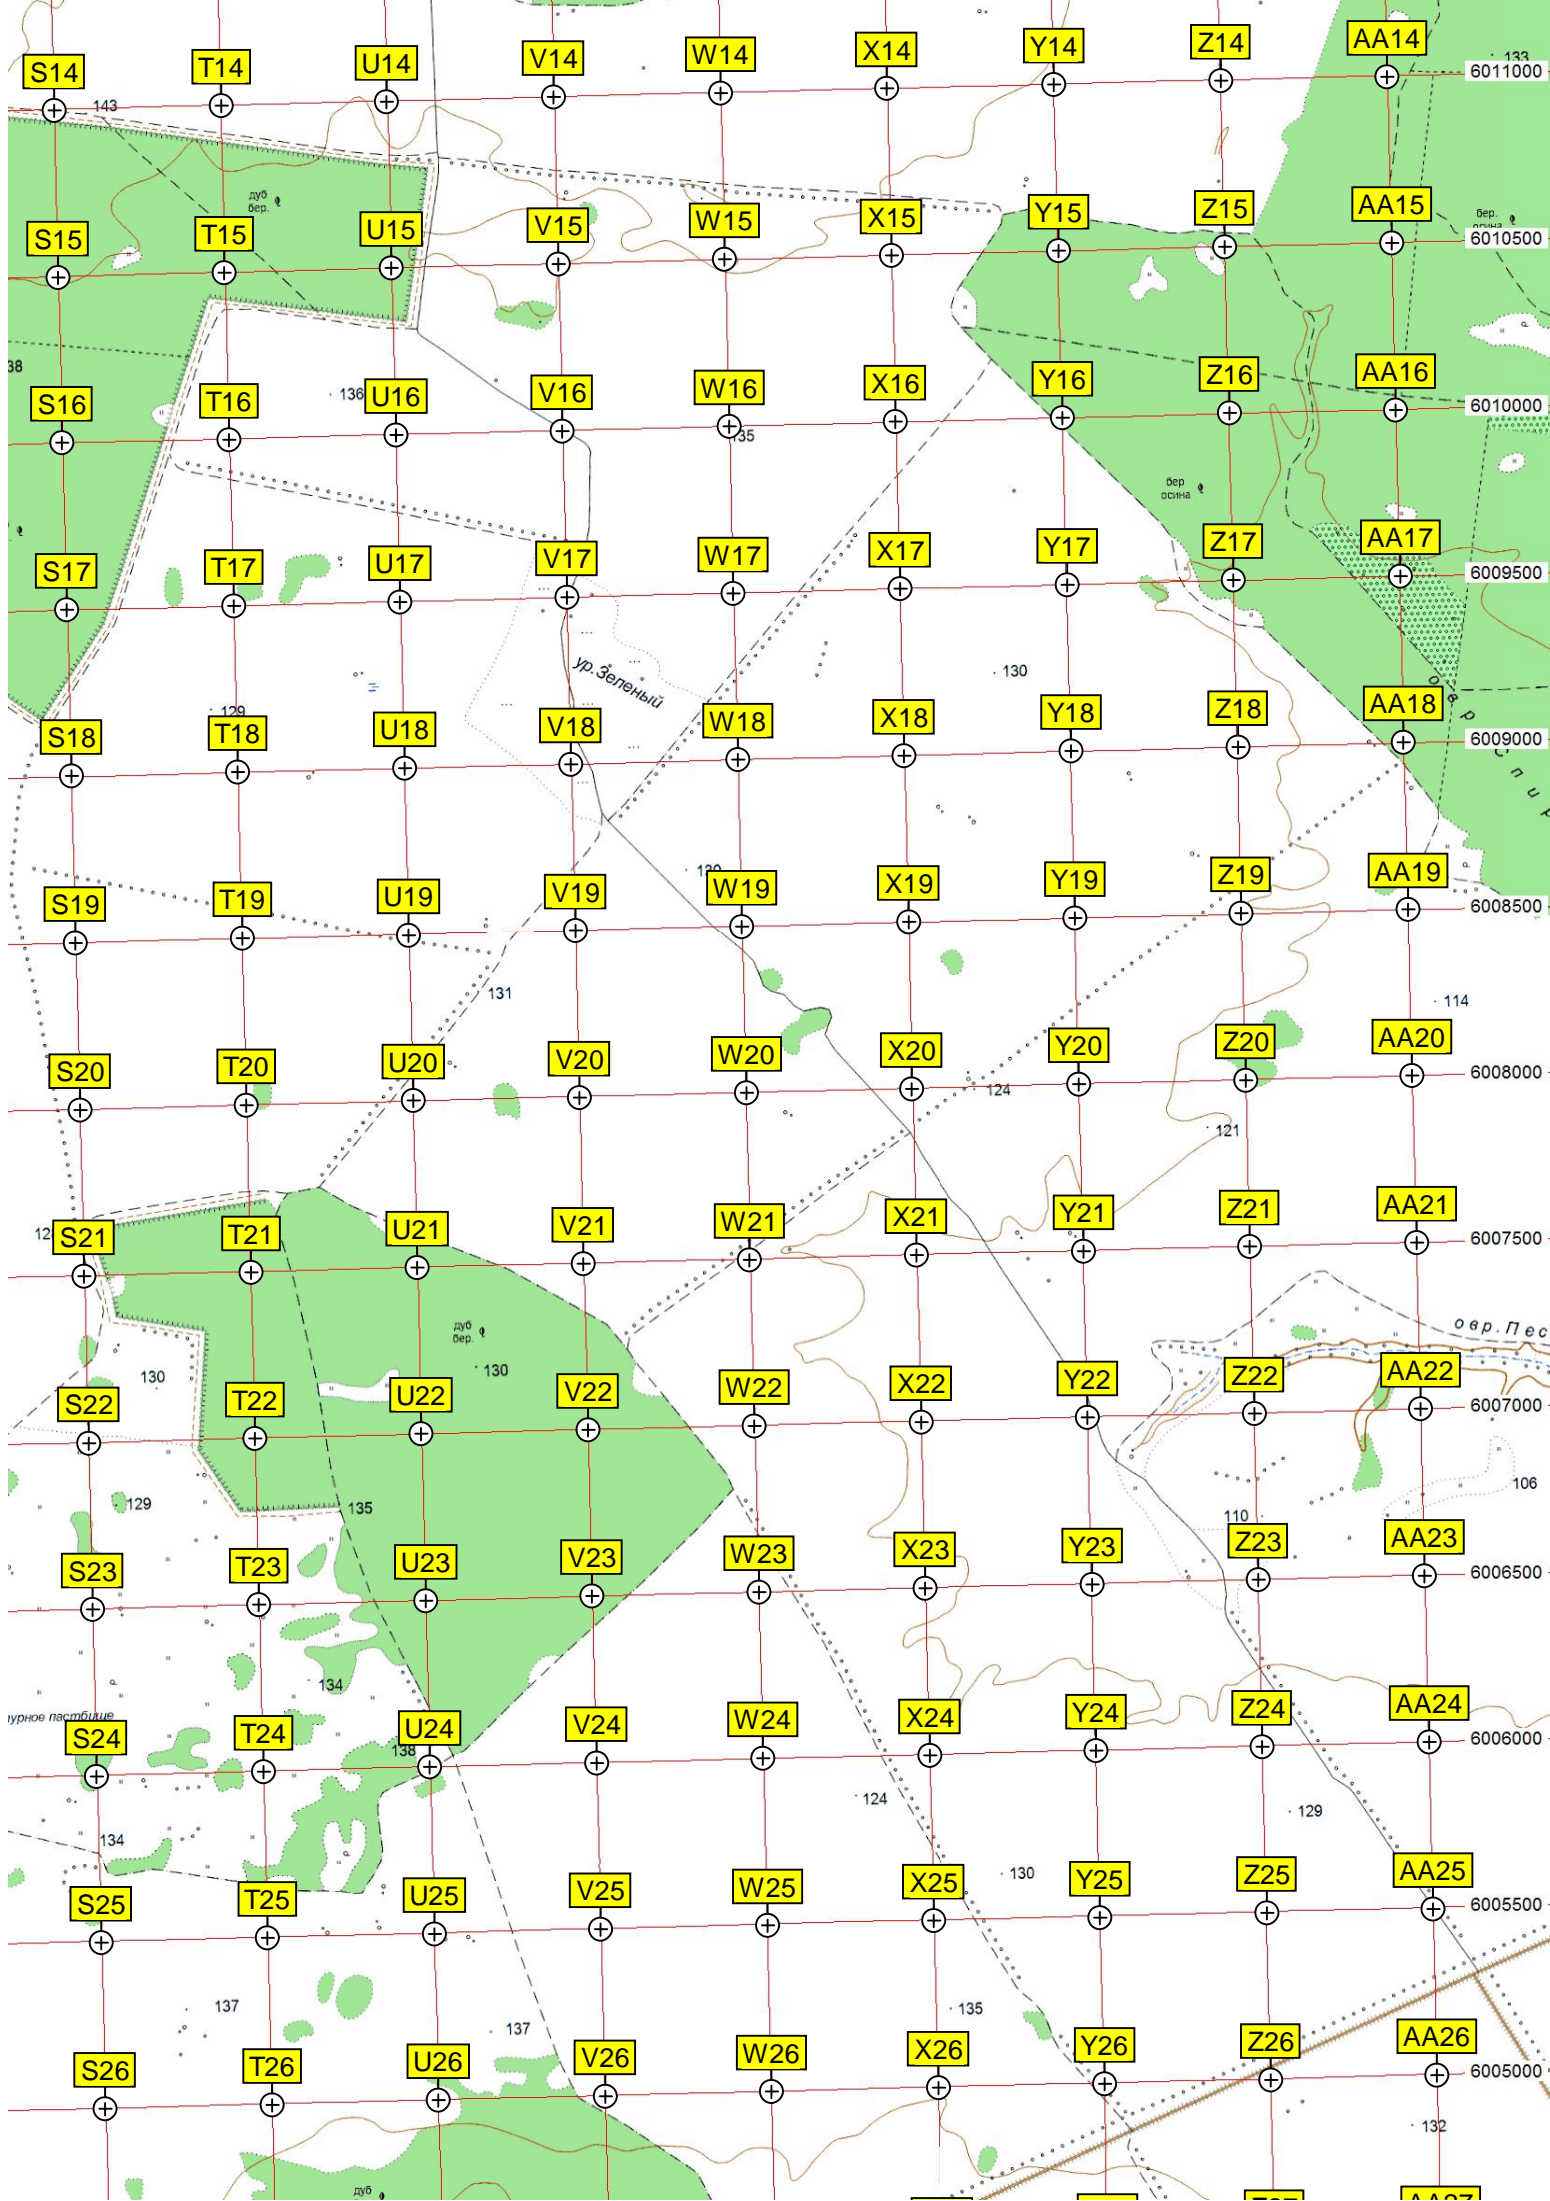 S14 T14 U14 V14 W14 X14 Y14 Z14 AA14
133
6011000
143
дуб
бер.
S15 T15 U15 V15 W15 X15 Y15 Z15 AA15
бер.
осина
6010500
38
136
S16 T16 U16 V16 W16 X16 Y16 Z16 AA16
6010000
135
бер
осина
S17 T17 U17 V17 W17 X17 Y17 Z17 AA17
6009500
ур.Зеленый
130
129
S18 T18 U18 V18 W18 X18 Y18 Z18 AA18
6009000
о в р
С п и р
S19 T19 U19 V19 W19 X19 Y19 Z19 AA19
6008500
131
114
S20 T20 U20 V20 W20 X20 Y20 Z20 AA20
6008000
124
121
S21 T21 U21 V21 W21 X21 Y21 Z21 AA21
6007500
овр.Пес
дуб
бер.
130
130
S22 T22 U22 V22 W22 X22 Y22 Z22 AA22
6007000
106
129
135
110
S23 T23 U23 V23 W23 X23 Y23 Z23 AA23
6006500
134
урное пастбище
S24 T24 U24 V24 W24 X24 Y24 Z24 AA24
138
6006000
124
129
134
130
S25 T25 U25 V25 W25 X25 Y25 Z25 AA25
6005500
137
135
137
S26 T26 U26 V26 W26 X26 Y26 Z26 AA26
6005000
132
дуб